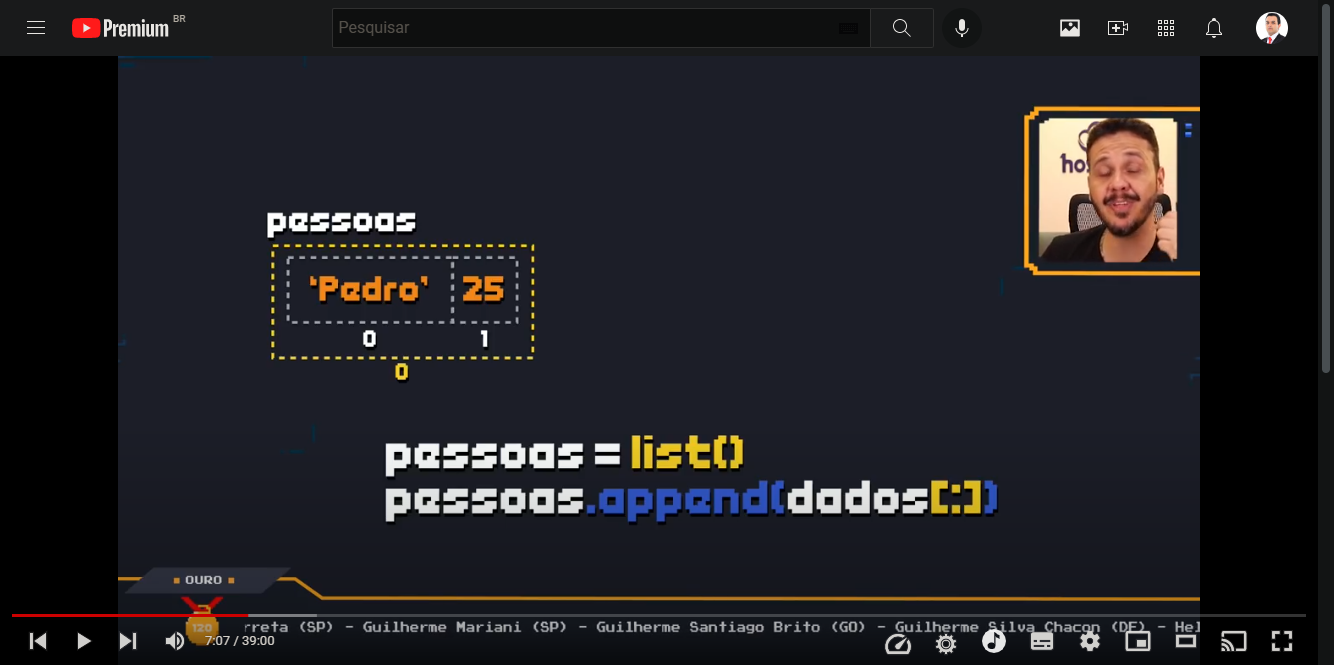 Premium BR
Pesquisar
hos
pessoas
'Pedro' 25
0 1
0
pessoas = list()
pessoas.append(dados[:])
OURO
120
rreta (SP) - Guilherme Mariani (SP) - Guilherme Santiago Brito (GO) - Guilherme Silva Chacon (DF) - Hel
7:07 / 39:00